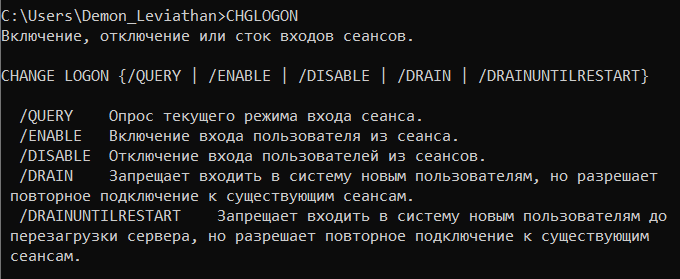 C:\Users\Demon_Leviathan>CHGLOGON
Включение, отключение или сток входов сеансов.
CHANGE LOGON {/QUERY | /ENABLE | /DISABLE | /DRAIN | /DRAINUNTILRESTART}
/QUERY Опрос текущего режима входа сеанса.
/ENABLE Включение входа пользователя из сеанса.
/DISABLE Отключение входа пользователей из сеансов.
/DRAIN Запрещает входить в систему новым пользователям, но разрешает
повторное подключение к существующим сеансам.
/DRAINUNTILRESTART Запрещает входить в систему новым пользователям до
перезагрузки сервера, но разрешает повторное подключение к существующим
сеансам.